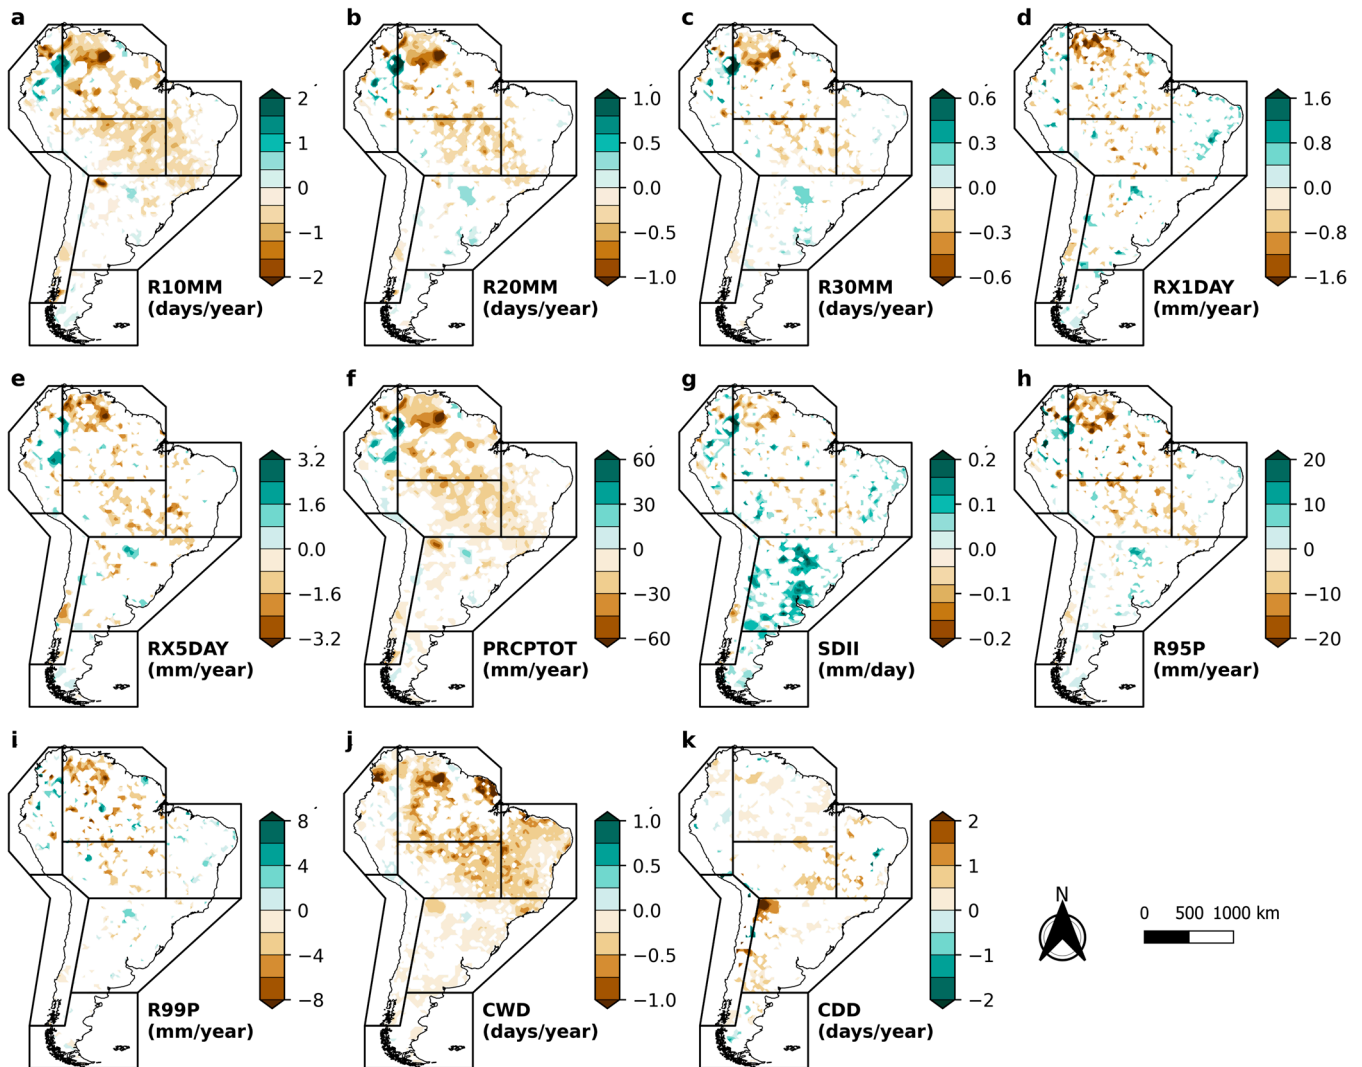 a
b
c
d
2
1
0
−1
−2
R10MM
(days/year)
1.0
0.5
0.0
−0.5
−1.0
R20MM
(days/year)
0.6
0.3
0.0
−0.3
−0.6
R30MM
(days/year)
1.6
0.8
0.0
−0.8
−1.6
RX1DAY
(mm/year)
e
f
g
h
3.2
1.6
0.0
−1.6
−3.2
RX5DAY
(mm/year)
60
30
0
−30
−60
PRCPTOT
(mm/year)
0.2
0.1
0.0
−0.1
−0.2
SDII
(mm/day)
20
10
0
−10
−20
R95P
(mm/year)
i
j
k
8
4
0
−4
−8
R99P
(mm/year)
1.0
0.5
0.0
−0.5
−1.0
CWD
(days/year)
2
1
0
−1
−2
CDD
(days/year)
N
0 500 1000 km